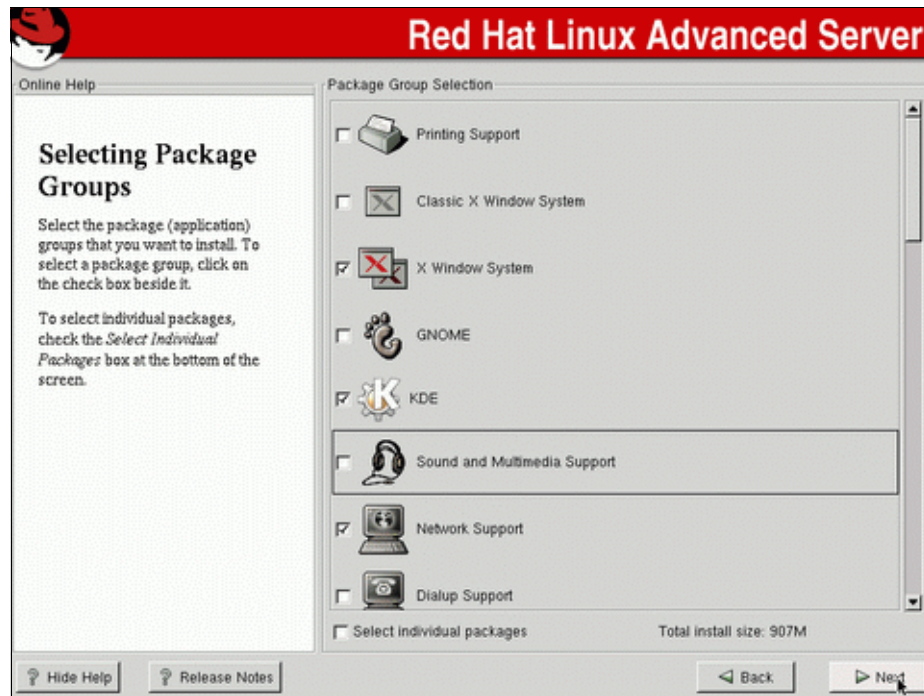 Red Hat Linux Advanced Server
Online Help
Selecting Package
Groups
Select the package (application)
groups that you want to install. To
select a package group, click on
the check box beside it.
To select individual packages,
check the Select Individual
Packages box at the bottom of the
screen.
Package Group Selection
Printing Support
Classic X Window System
X Window System
GNOME
KDE
Sound and Multimedia Support
Network Support
Dialup Support
Select individual packages
Total install size: 907M
Hide Help
Release Notes
Back
Next